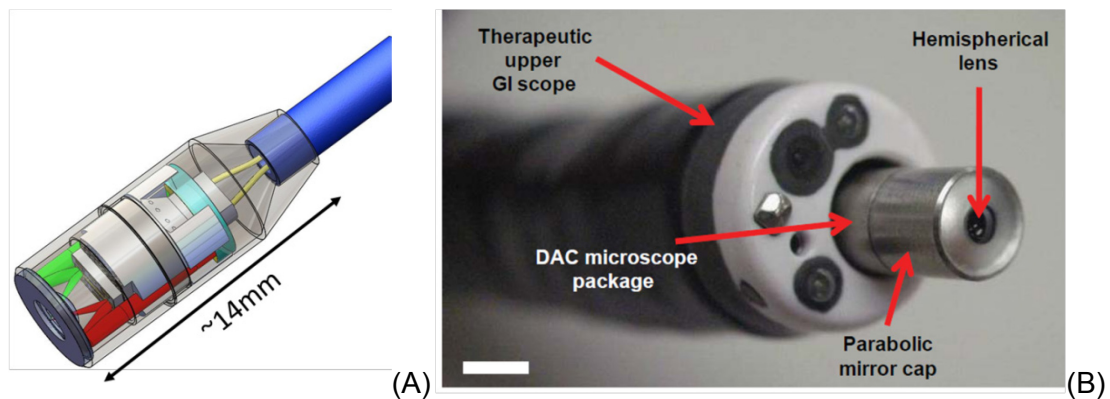 ~14mm
(A)
Therapeutic
upper
GI scope
Hemispherical
lens
DAC microscope
package
Parabolic
mirror cap
(B)